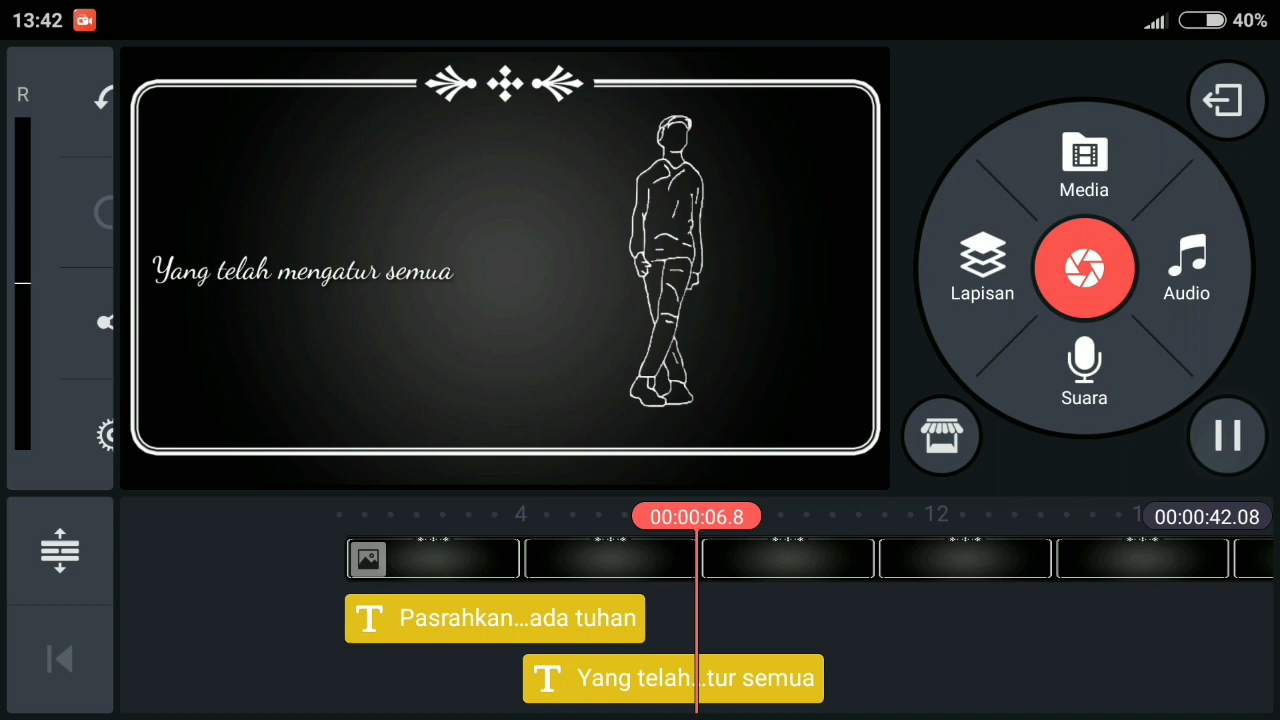 13:42
40%
R
Yang telah mengatur semua
Media
Lapisan
Audio
Suara
4
00:00:06.8
12
1
00:00:42.08
Pasrahkan...ada tuhan
Yang telah...tur semua